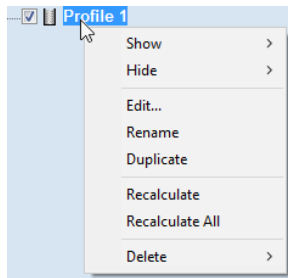 Profile 1
Show
Hide
Edit...
Rename
Duplicate
Recalculate
Recalculate All
Delete